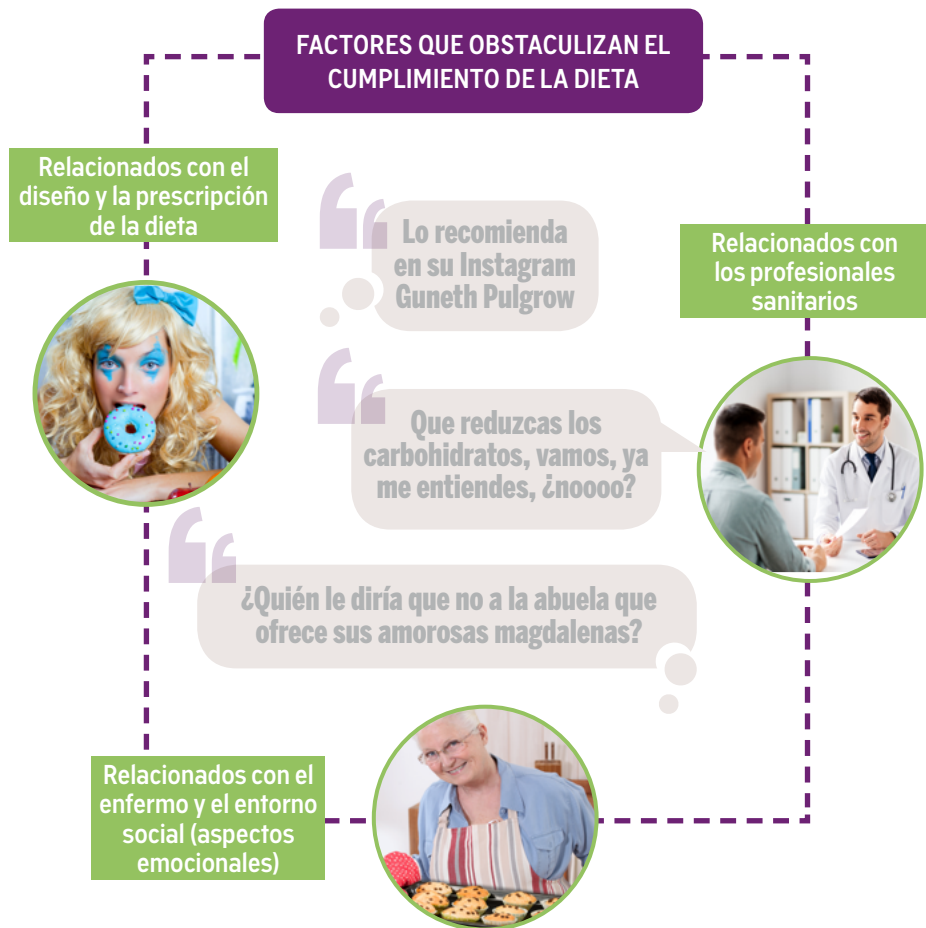 FACTORES QUE OBSTACULIZAN EL
CUMPLIMIENTO DE LA DIETA
Relacionados con el
diseño y la prescripción
de la dieta
Lo recomienda
en su Instagram
Guneth Pulgrow
Relacionados con
los profesionales
sanitarios
Que reduzcas los
carbohidratos, vamos, ya
me entiendes, ¿noooo?
¿Quién le diría que no a la abuela que
ofrece sus amorosas magdalenas?
Relacionados con el
enfermo y el entorno
social (aspectos
emocionales)